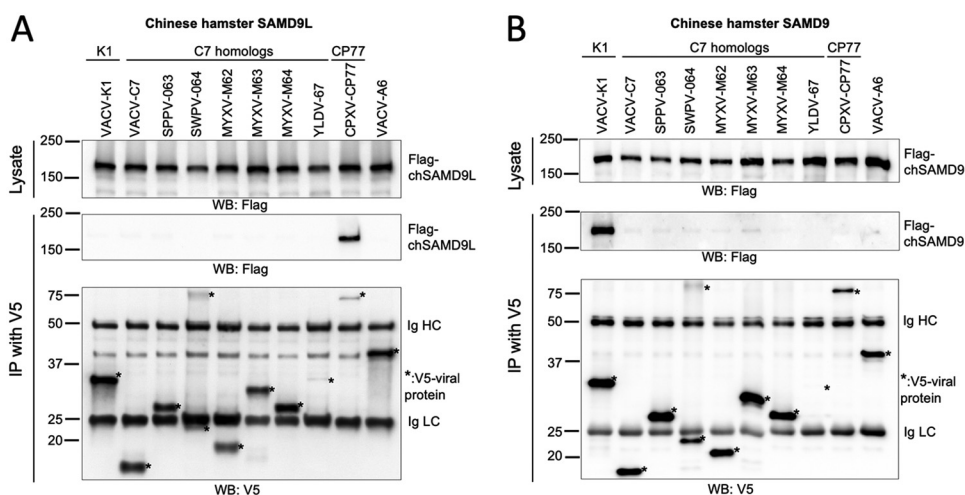 A
Chinese hamster SAMD9L
K1
C7 homologs
CP77
VACV-K1
VACV-C7
SPPV-063
SWPV-064
MYXV-M62
MYXV-M63
MYXV-M64
YLDV-67
CPXV-CP77
VACV-A6
Lysate
250
150
Flag-
chSAMD9L
WB: Flag
IP with V5
250
150
Flag-
chSAMD9L
WB: Flag
75
50
37
25
20
*
*
*
*
*
*
*
*
*
*
*
Ig HC
*:V5-viral
protein
Ig LC
WB: V5
B
Chinese hamster SAMD9
K1
C7 homologs
CP77
VACV-K1
VACV-C7
SPPV-063
SWPV-064
MYXV-M62
MYXV-M63
MYXV-M64
YLDV-67
CPXV-CP77
VACV-A6
Lysate
250
150
Flag-
chSAMD9
WB: Flag
IP with V5
250
150
Flag-
chSAMD9
WB: Flag
75
50
37
25
20
*
*
*
*
*
*
*
*
*
*
*
Ig HC
*:V5-viral
protein
Ig LC
WB: V5